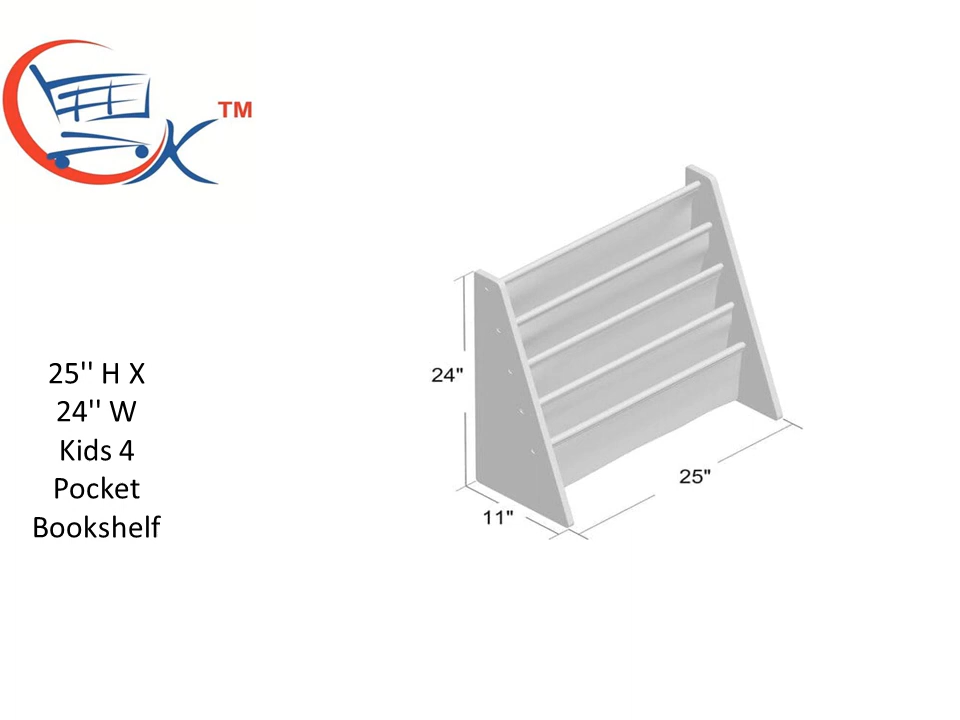 TM
25'' H X
24'' W
Kids 4
Pocket
Bookshelf
24"
25"
11"